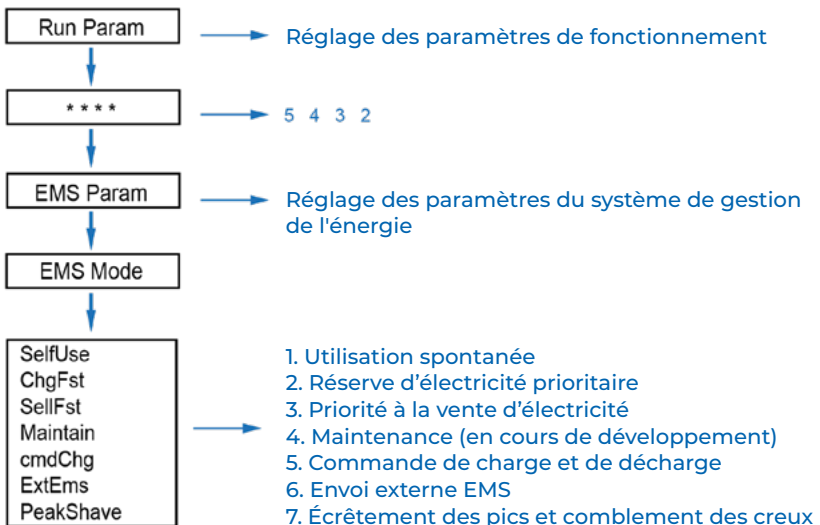 Run Param
Réglage des paramètres de fonctionnement
* * * *
5 4 3 2
EMS Param
Réglage des paramètres du système de gestion
de l'énergie
EMS Mode
SelfUse
ChgFst
SellFst
Maintain
cmdChg
ExtEms
PeakShave
1. Utilisation spontanée
2. Réserve d’électricité prioritaire
3. Priorité à la vente d’électricité
4. Maintenance (en cours de développement)
5. Commande de charge et de décharge
6. Envoi externe EMS
7. Écrêtement des pics et comblement des creux